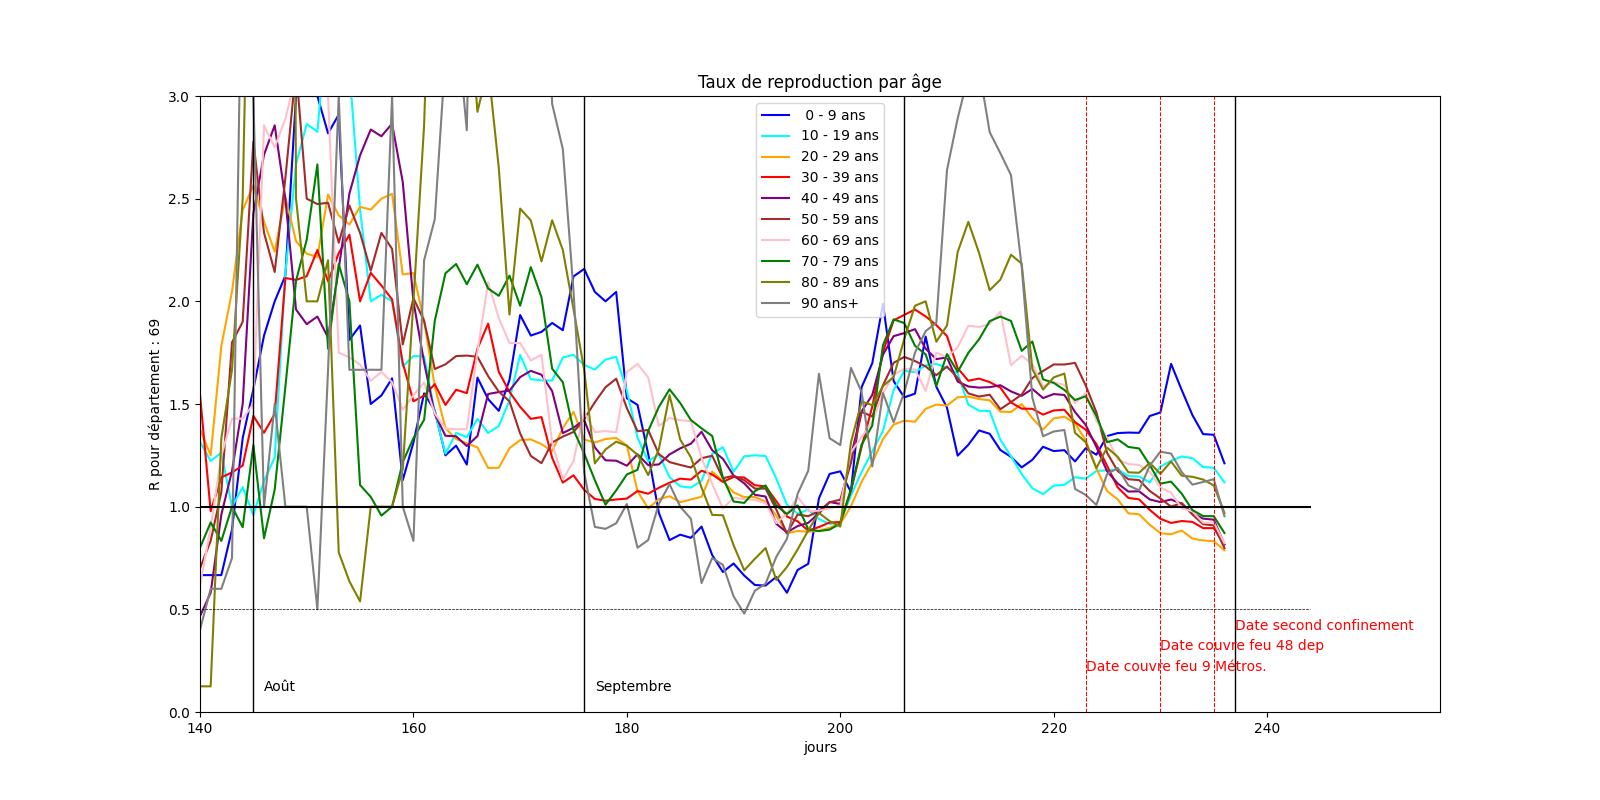 Taux de reproduction par âge
3.0
2.5
2.0
1.5
1.0
0.5
0.0
R pour département : 69
0 - 9 ans
10 - 19 ans
20 - 29 ans
30 - 39 ans
40 - 49 ans
50 - 59 ans
60 - 69 ans
70 - 79 ans
80 - 89 ans
90 ans+
Date second confinement
Date couvre feu 48 dep
Date couvre feu 9 Métros.
Août
Septembre
140
160
180
200
220
240
jours